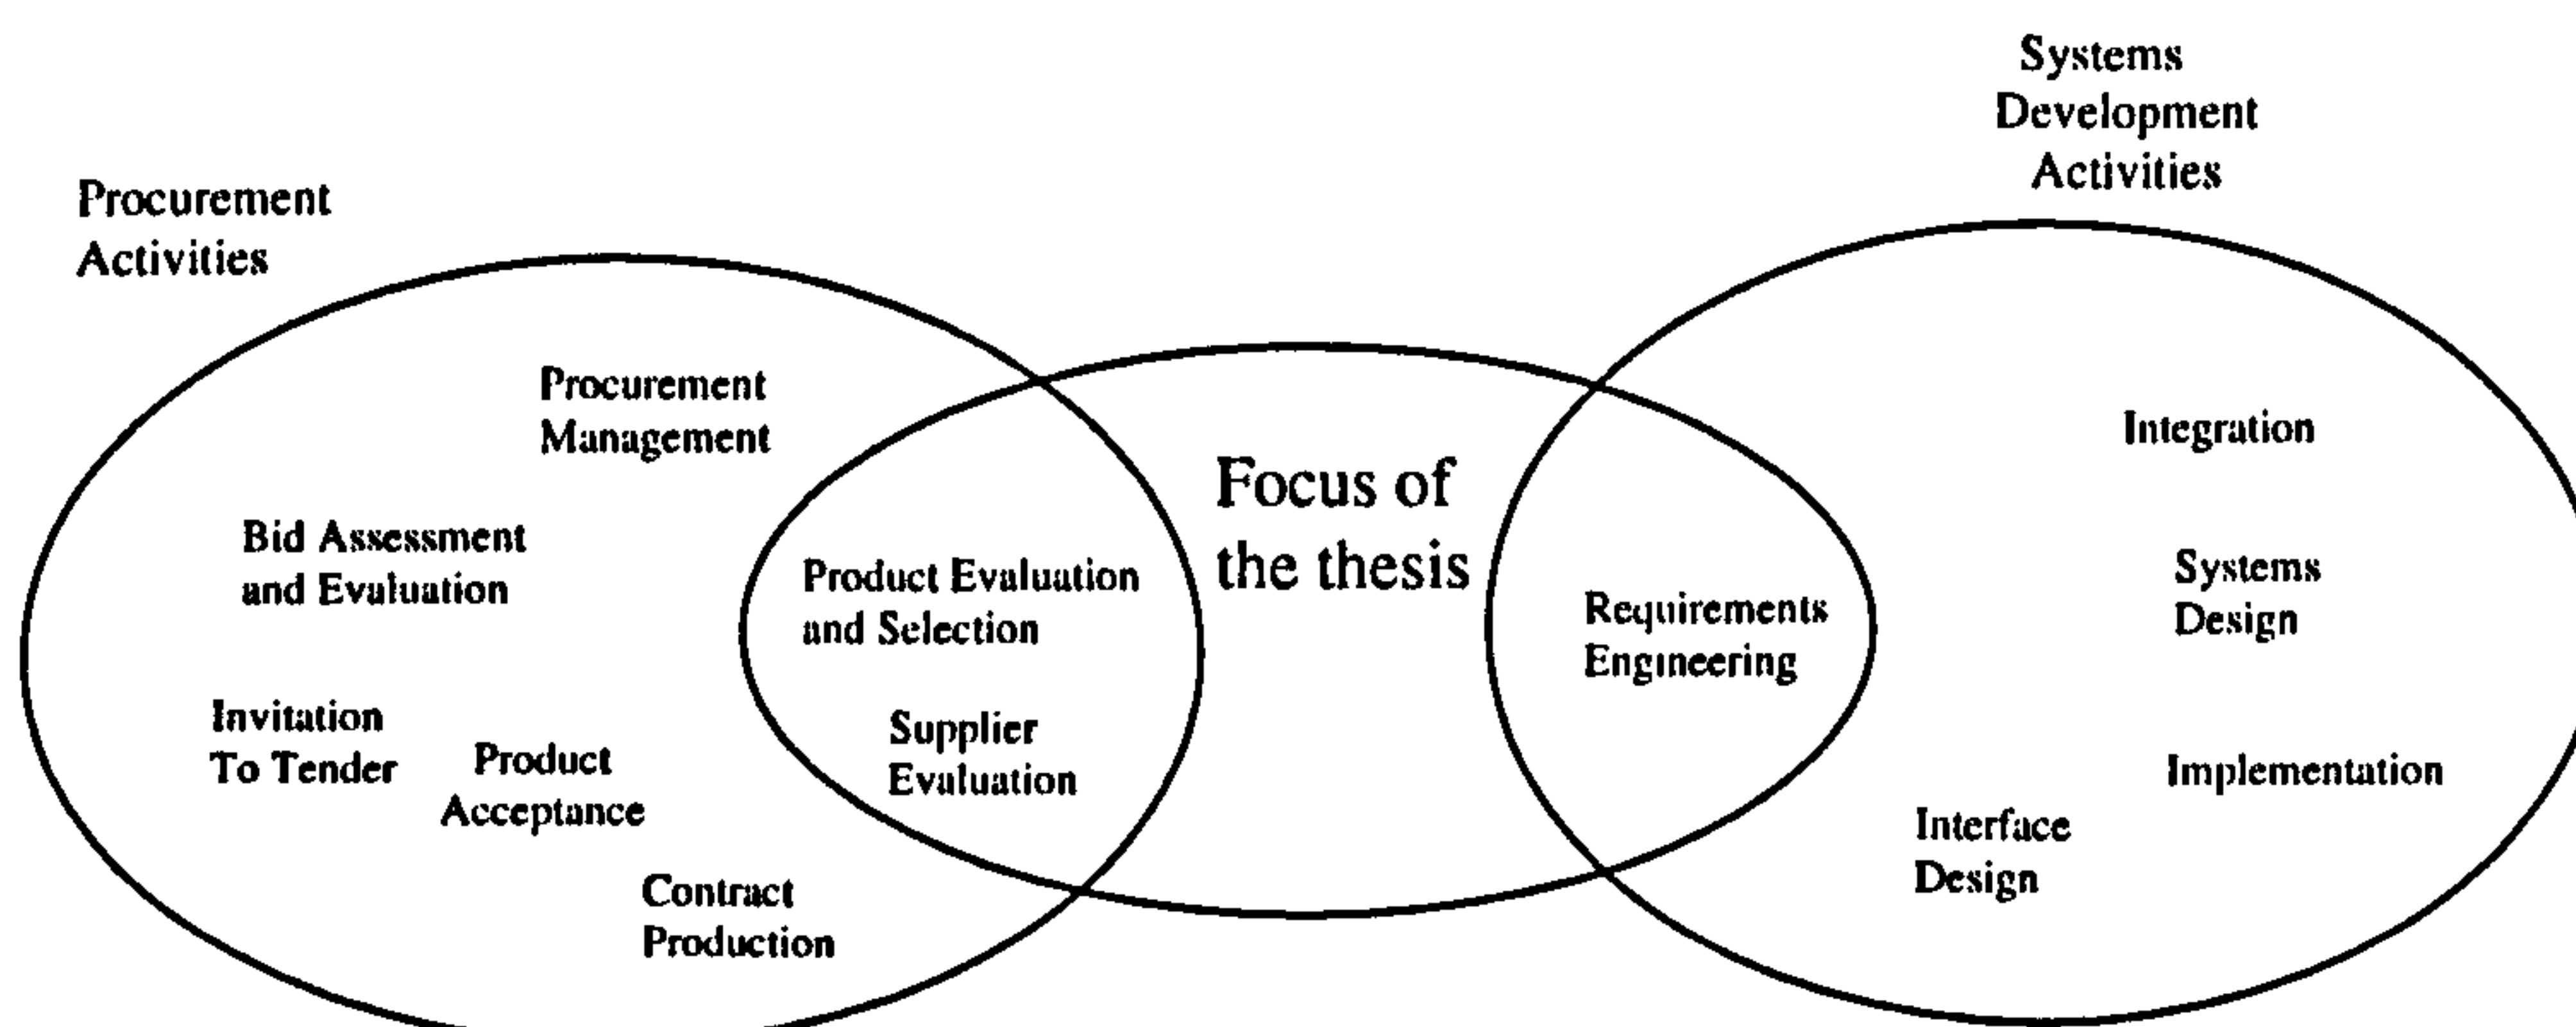 Systems
Development
Activities
Procurement
Activities
Procurement
Management
Bid Assessment
and Evaluation
Invitation
To Tender
Product
Acceptance
Contract
Production
Product Evaluation
and Selection
Supplier
Evaluation
Focus of
the thesis
Requirements
Engineering
Integration
Systems
Design
Implementation
Interface
Design